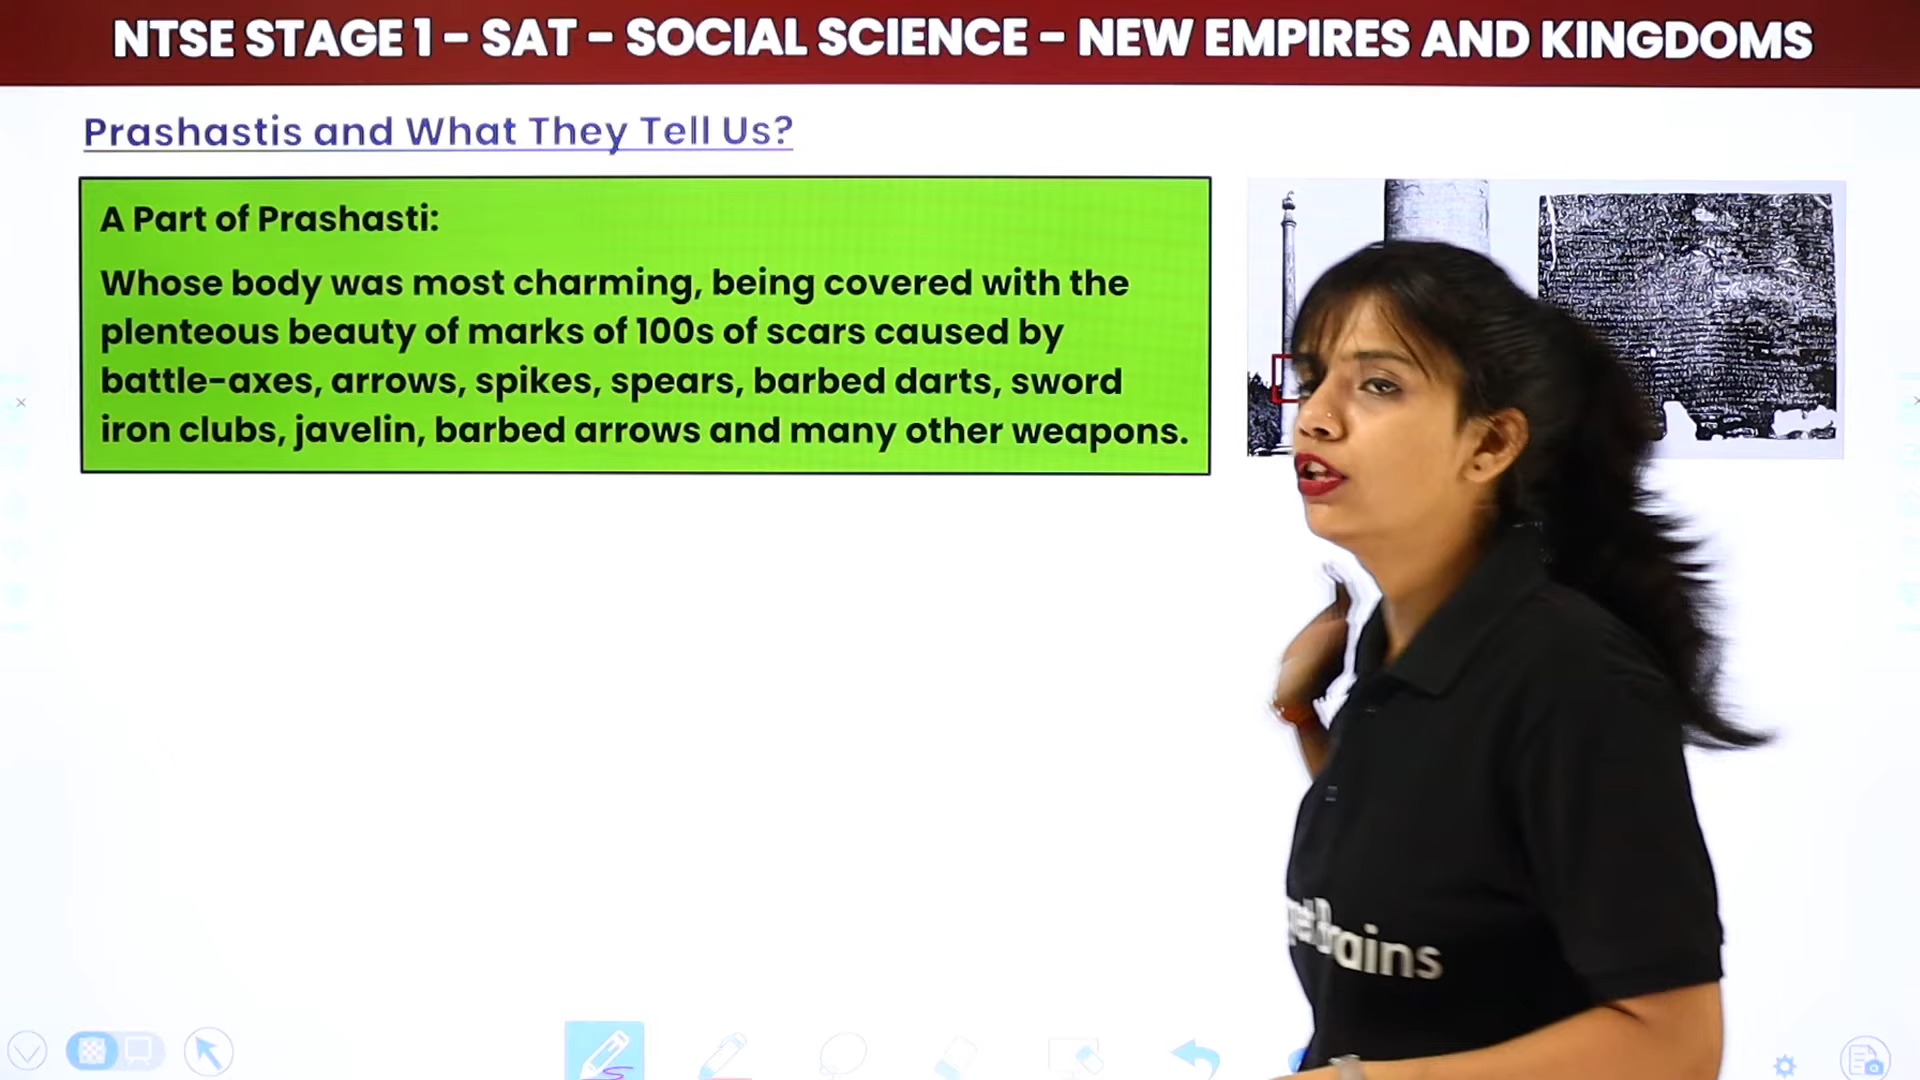 NTSE STAGE 1 – SAT – SOCIAL SCIENCE – NEW EMPIRES AND KINGDOMS
Prashastis and What They Tell Us?
A Part of Prashasti:
Whose body was most charming, being covered with the
plenteous beauty of marks of 100s of scars caused by
battle-axes, arrows, spikes, spears, barbed darts, sword
iron clubs, javelin, barbed arrows and many other weapons.